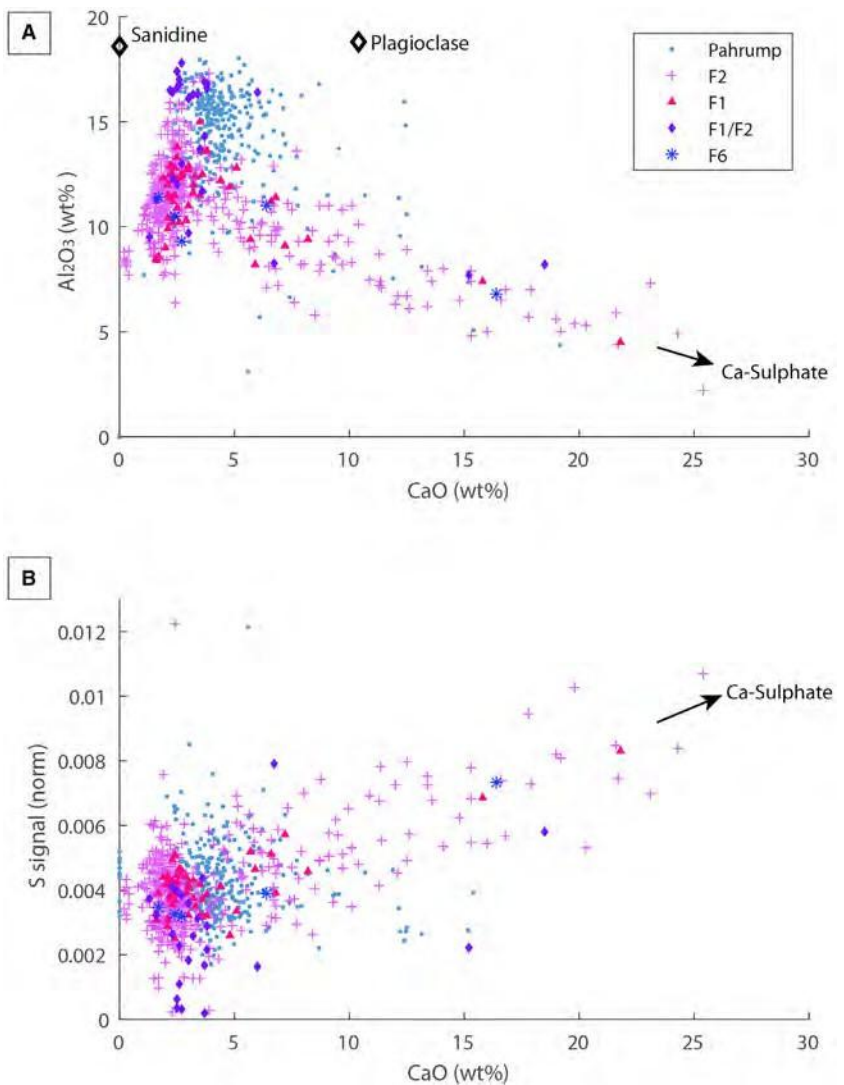 A
20
Sanidine
Plagioclase
Pahrump
F2
F1
F1/F2
F6
15
10
5
0
Al₂O₃ (wt% )
Ca-Sulphate
0 5 10 15 20 25 30
CaO (wt%)
B
0.012
0.01
0.008
0.006
0.004
0.002
0
S signal (norm)
Ca-Sulphate
0 5 10 15 20 25 30
CaO (wt%)